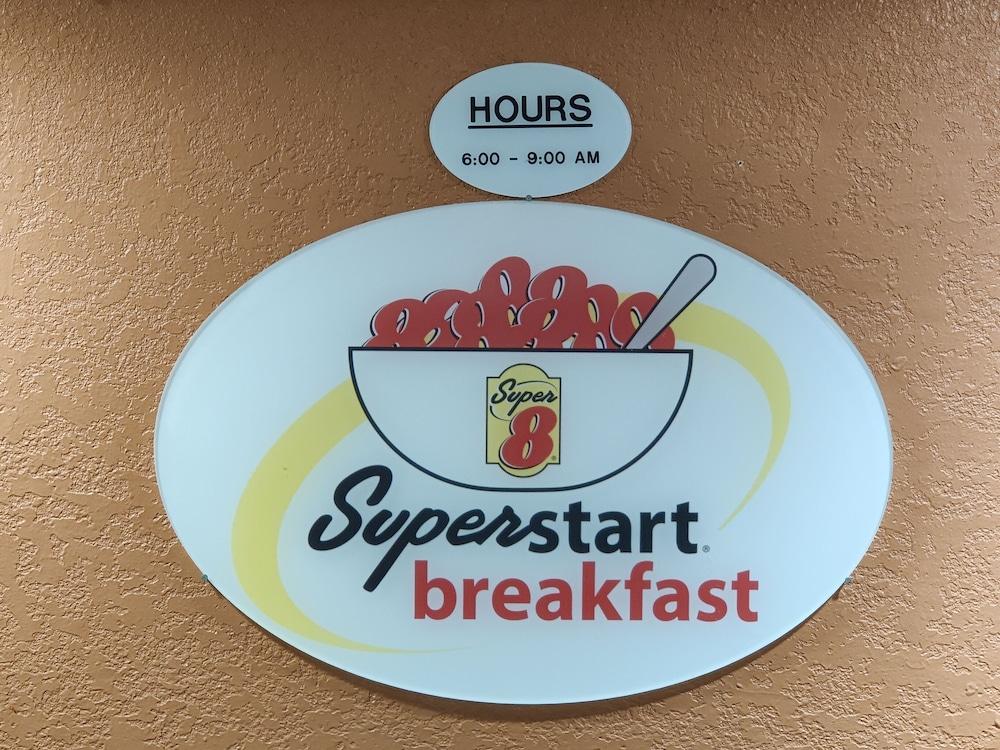 HOURS
6:00 - 9:00 AM
Super
8
Superstart®
breakfast